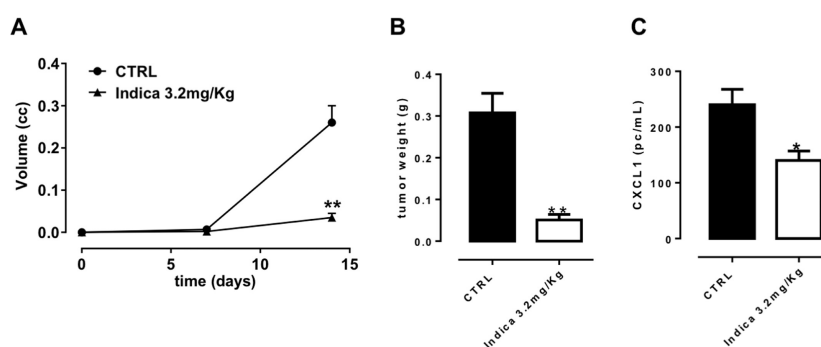 A
CTRL
Indica 3.2mg/Kg
Volume (cc)
0.4
0.3
0.2
0.1
0.0
**
0 5 10 15
time (days)
B
tumor weight (g)
0.4
0.3
0.2
0.1
0.0
**
CTRL
Indica 3.2mg/Kg
C
CXCL1 (pc/mL)
300
200
100
0
*
CTRL
Indica 3.2mg/Kg